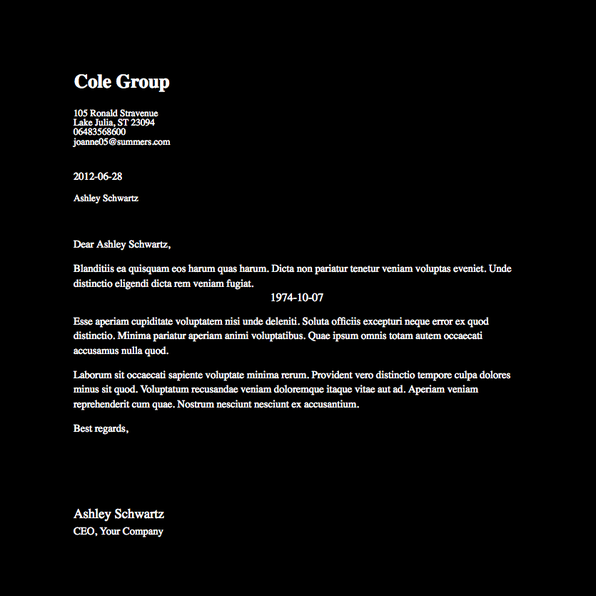 Cole Group
105 Ronald Stravenue
Lake Julia, ST 23094
06483568600
joanne05@summers.com
2012-06-28
Ashley Schwartz
Dear Ashley Schwartz,
Blanditiis ea quisquam eos harum quas harum. Dicta non pariatur tenetur veniam voluptas eveniet. Unde
distinctio eligendi dicta rem veniam fugiat.
1974-10-07
Esse aperiam cupiditate voluptatem nisi unde deleniti. Soluta officiis excepturi neque error ex quod
distinctio. Minima pariatur aperiam animi voluptatibus. Quae ipsum omnis totam autem occaecati
accusamus nulla quod.
Laborum sit occaecati sapiente voluptate minima rerum. Provident vero distinctio tempore culpa dolores
minus sit quod. Voluptatum recusandae veniam doloremque itaque vitae aut ad. Aperiam veniam
reprehenderit cum quae. Nostrum nesciunt nesciunt ex accusantium.
Best regards,
Ashley Schwartz
CEO, Your Company